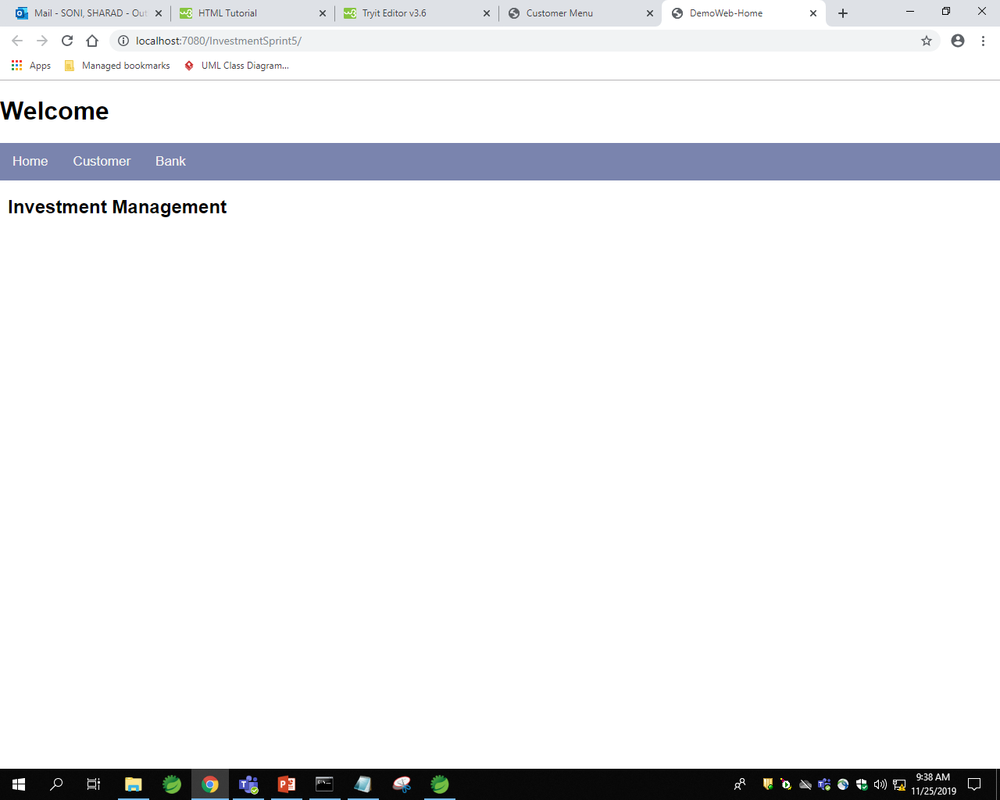 Mail - SONI, SHARAD - Out
HTML Tutorial
Tryit Editor v3.6
Customer Menu
DemoWeb-Home
localhost:7080/InvestmentSprint5/
Apps
Managed bookmarks
UML Class Diagram...
Welcome
Home
Customer
Bank
Investment Management
9:38 AM
11/25/2019